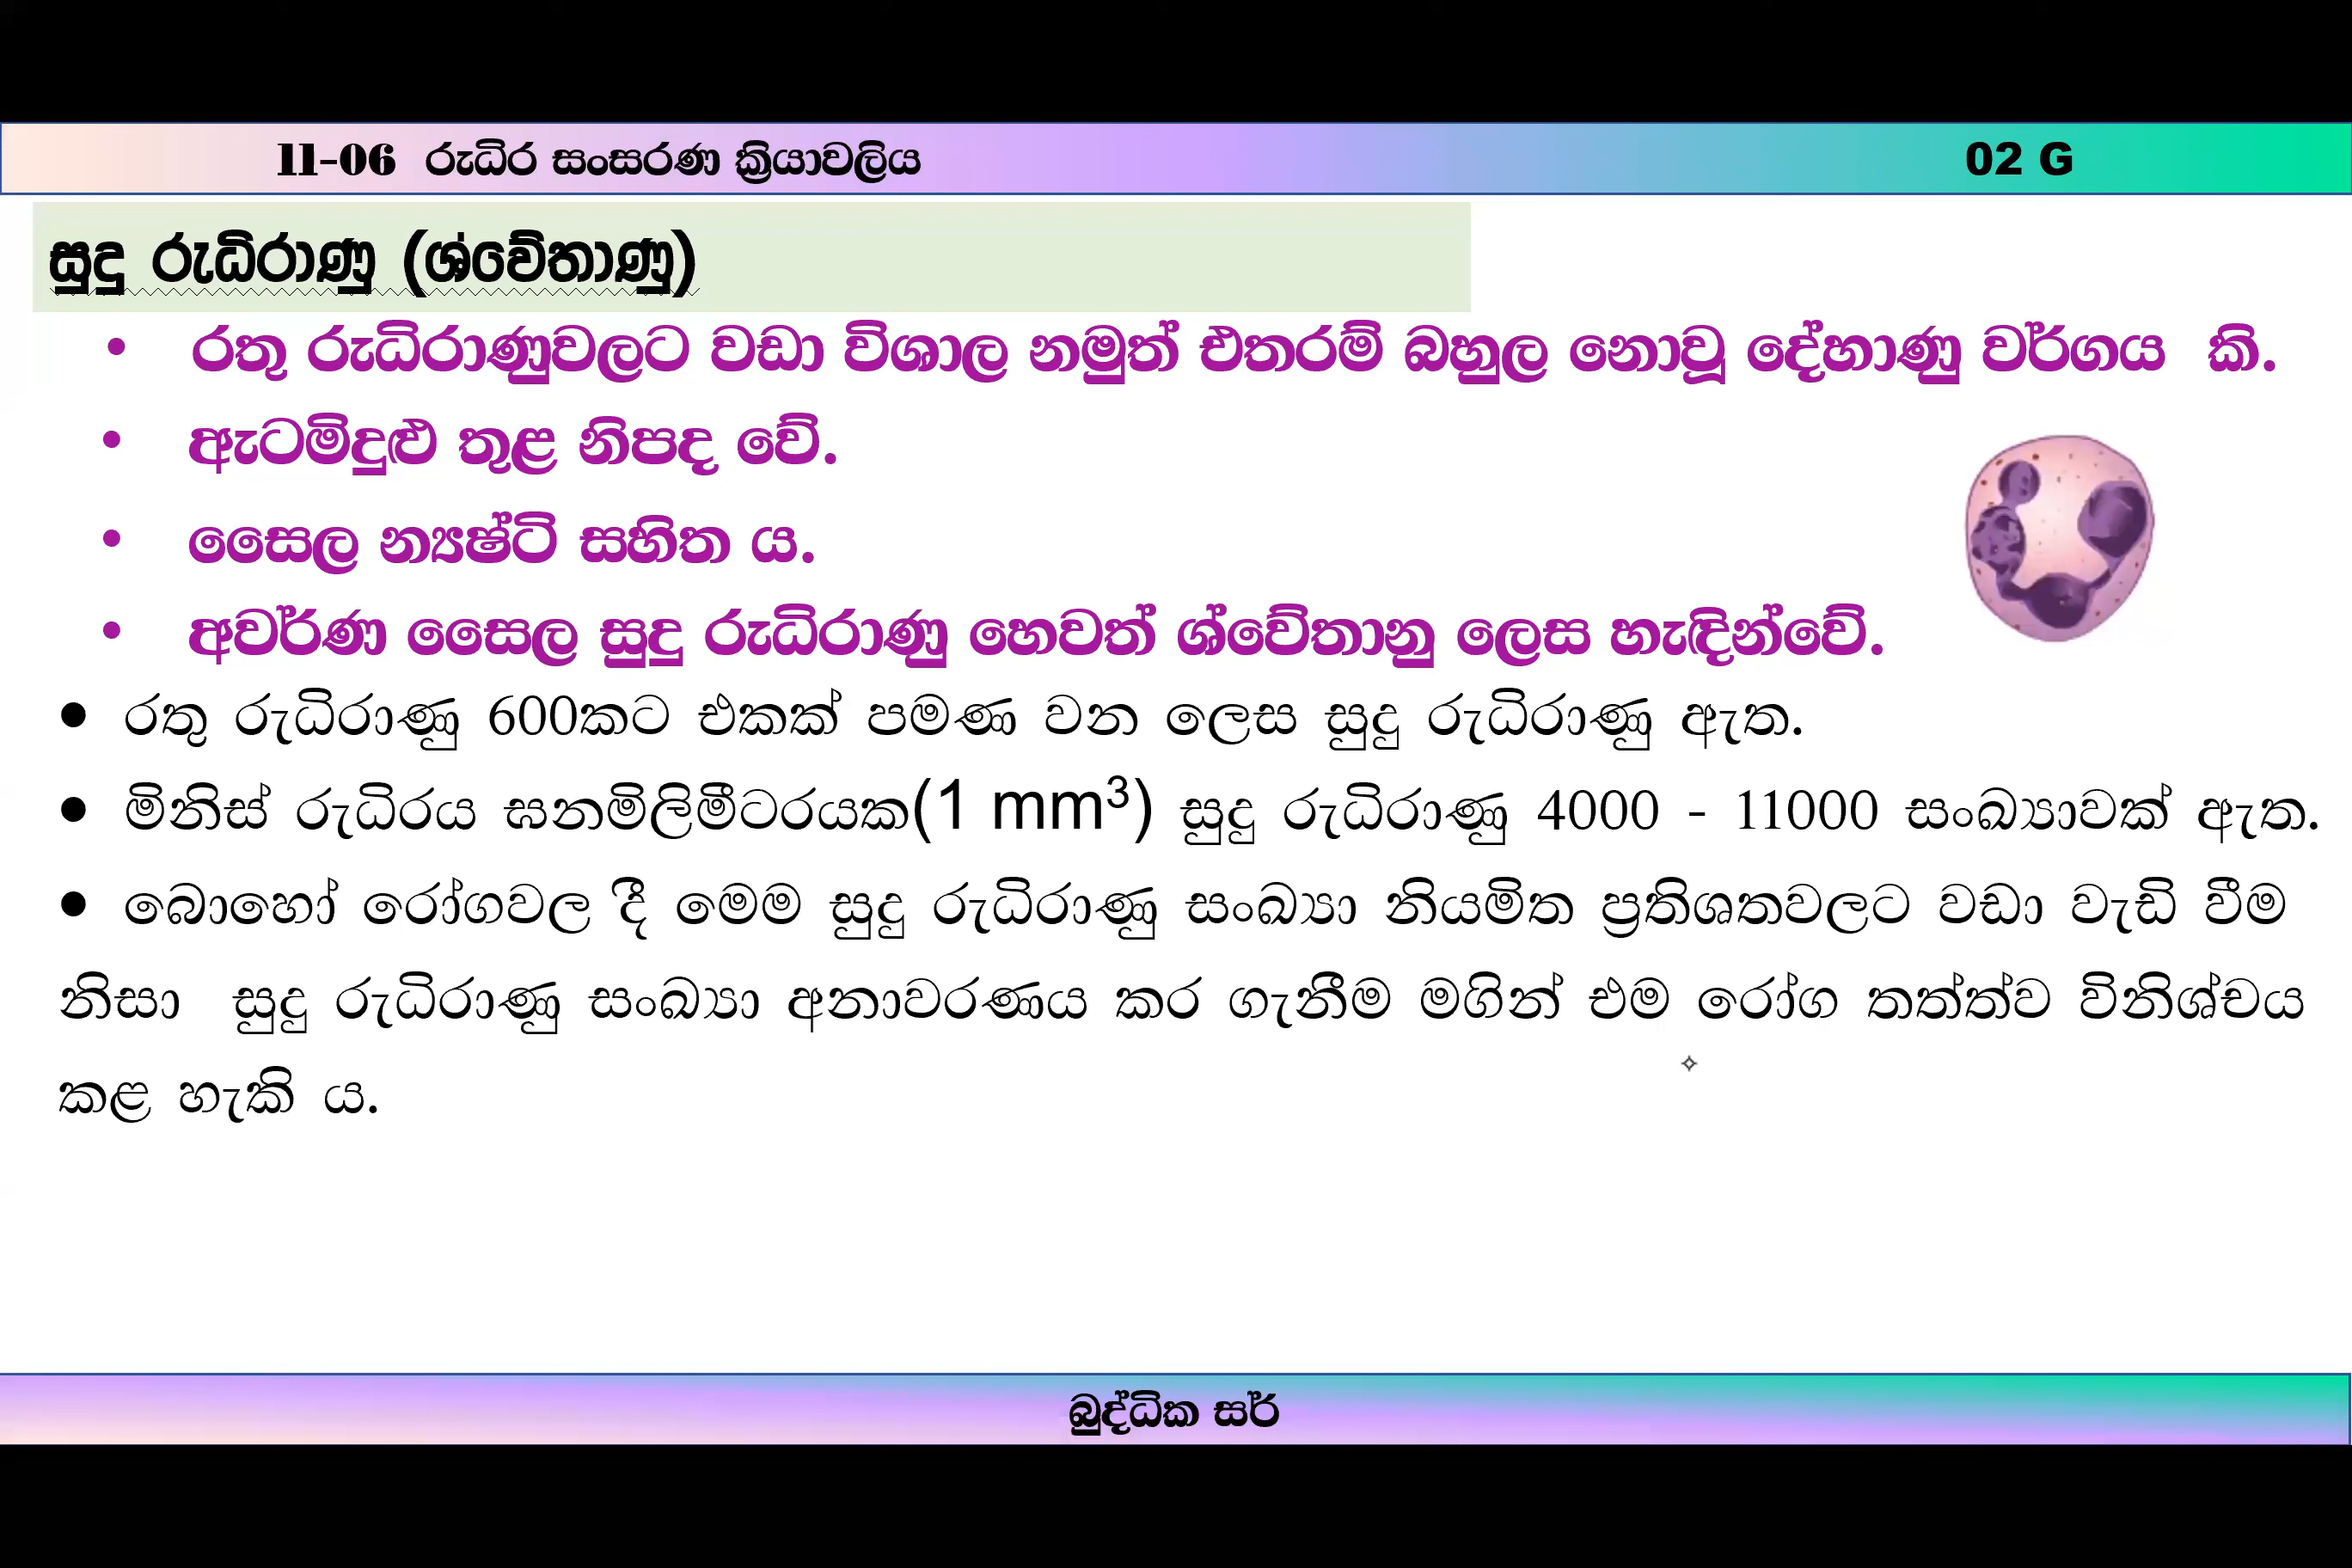 11-06 රුධිර සංසරණ ක්‍රියාවලිය 02 G
සුදු රුධිරාණු (ශ්වේතාණු)
• රතු රුධිරාණුවලට වඩා විශාල නමුත් එතරම් බහුල නොවූ දේහාණු වර්ගය කි.
• ඇටමිදුළු තුළ නිපද වේ.
• සෛල න්‍යෂ්ටි සහිත ය.
• අවර්ණ සෛල සුදු රුධිරාණු හෙවත් ශ්වේතානු ලෙස හැඳින්වේ.
• රතු රුධිරාණු 600කට එකක් පමණ වන ලෙස සුදු රුධිරාණු ඇත.
• මිනිස් රුධිරය ඝනමිලිමීටරයක(1 mm³) සුදු රුධිරාණු 4000 - 11000 සංඛ්‍යාවක් ඇත.
• බොහෝ රෝගවල දී මෙම සුදු රුධිරාණු සංඛ්‍යා නියමිත ප්‍රතිශතවලට වඩා වැඩි වීම
නිසා සුදු රුධිරාණු සංඛ්‍යා අනාවරණය කර ගැනීම මගින් එම රෝග තත්ත්ව විනිශ්චය
කළ හැකි ය.
බුද්ධික සර්